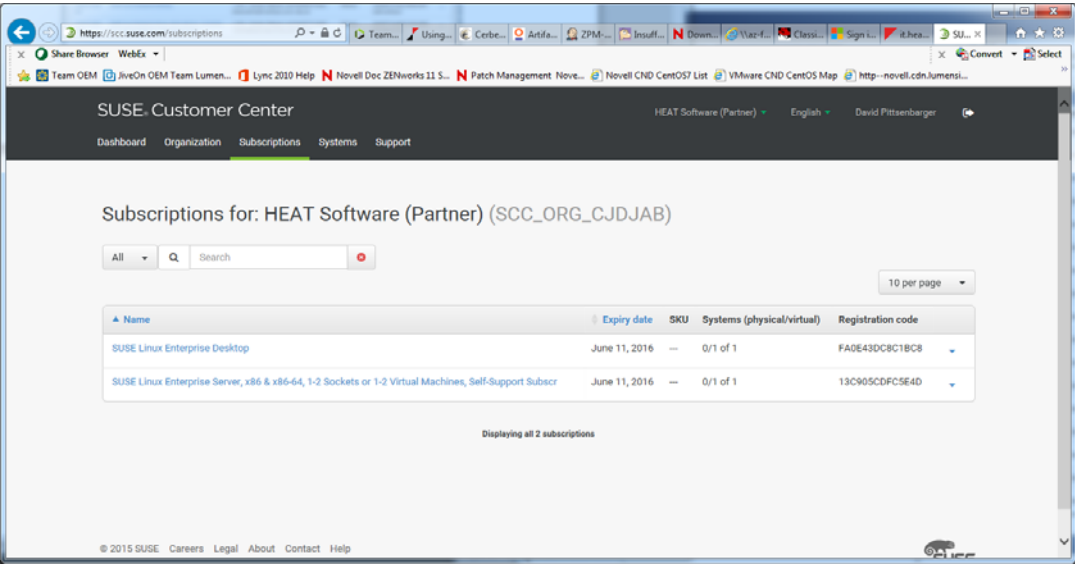 https://scc.suse.com/subscriptions Team... Using... Cerbe... Artifa... ZPM-... Insuff... Down... \\az-f... Classi... Sign i... it.hea... SU...
Share Browser WebEx Convert Select
Team OEM JiveOn OEM Team Lumen... Lync 2010 Help Novell Doc ZENworks 11 S... Patch Management Nove... Novell CND CentOS7 List VMware CND CentOS Map http--novell.cdn.lumensi...
SUSE. Customer Center HEAT Software (Partner) English David Pittsenbarger
Dashboard Organization Subscriptions Systems Support
Subscriptions for: HEAT Software (Partner) (SCC_ORG_CJDJAB)
All Search
10 per page
Name Expiry date SKU Systems (physical/virtual) Registration code
SUSE Linux Enterprise Desktop June 11, 2016 --- 0/1 of 1 FA0E43DC8C1BC8
SUSE Linux Enterprise Server, x86 & x86-64, 1-2 Sockets or 1-2 Virtual Machines, Self-Support Subscr June 11, 2016 --- 0/1 of 1 13C905CDFC5E4D
Displaying all 2 subscriptions
© 2015 SUSE Careers Legal About Contact Help SUSE